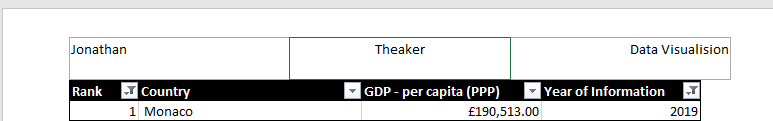 Jonathan Theaker Data Visualision
Rank Country GDP - per capita (PPP) Year of Information
1 Monaco £190,513.00 2019